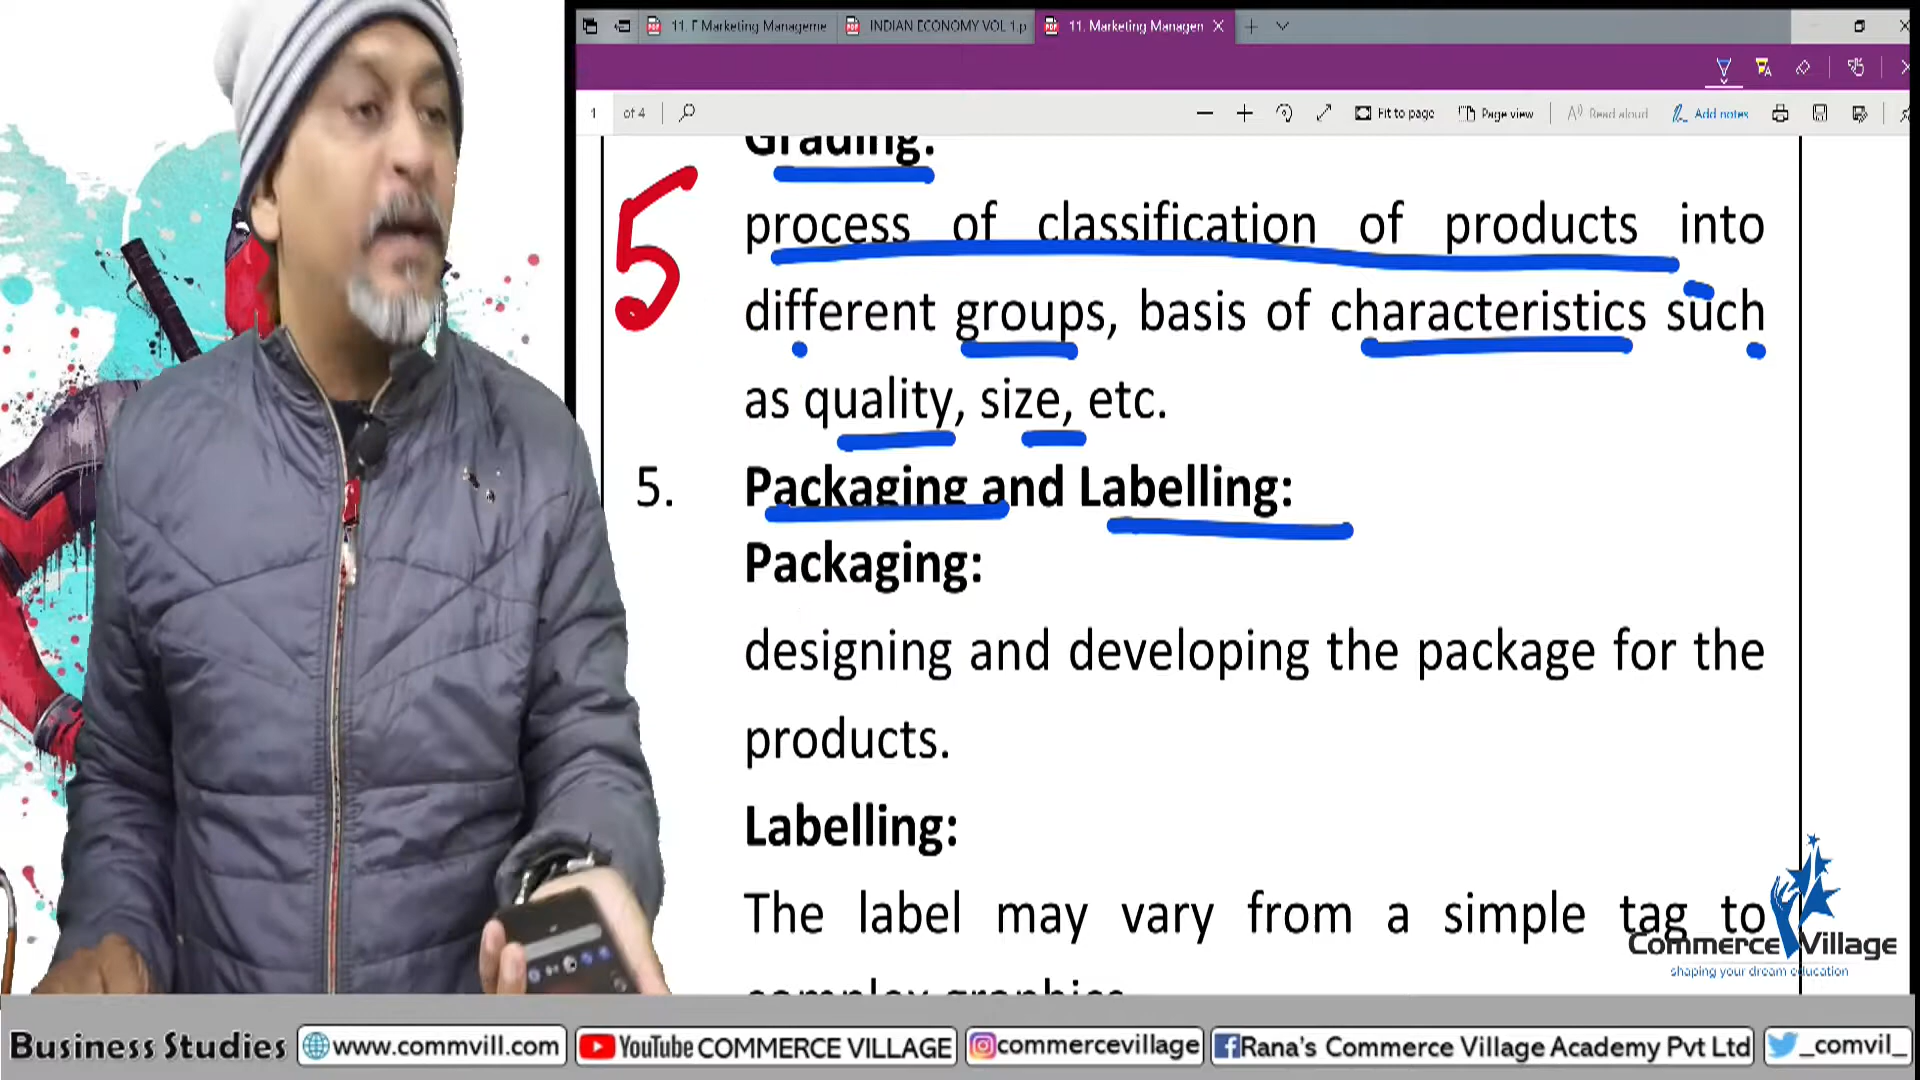 11. F Marketing Manageme
INDIAN ECONOMY VOL 1.p
11. Marketing Managen
1 of 4
Fit to page
Page view
Read aloud
Add notes
Grading:
process of classification of products into
different groups, basis of characteristics such
as quality, size, etc.
5
5. Packaging and Labelling:
Packaging:
designing and developing the package for the
products.
Labelling:
The label may vary from a simple tag to
complex graphics
Commerce Village
shaping your dream education
Business Studies
www.commvill.com
YouTube COMMERCE VILLAGE
commercevillage
Rana's Commerce Village Academy Pvt Ltd
_comvil_